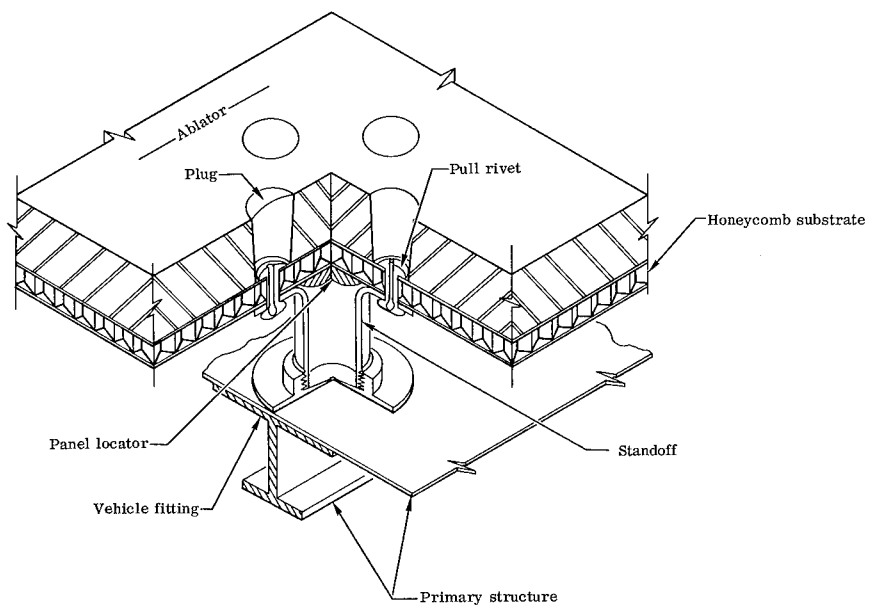 Ablator
Plug
Pull rivet
Honeycomb substrate
Panel locator
Standoff
Vehicle fitting
Primary structure